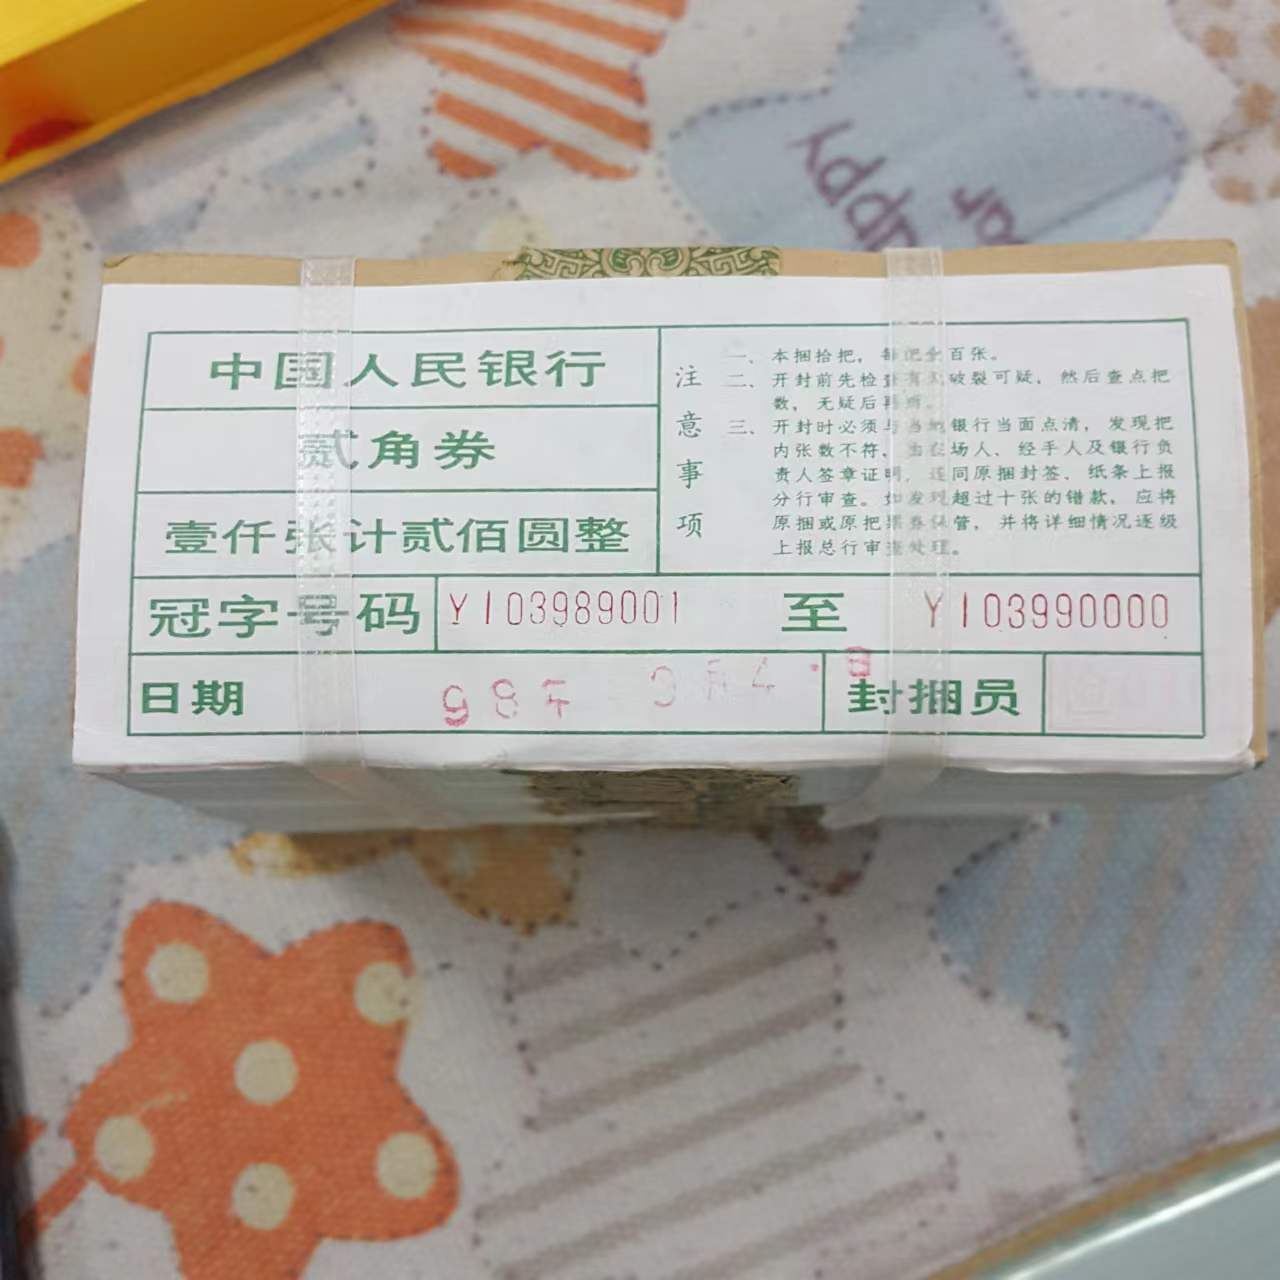 中国人民银行
贰角券
壹仟张计贰佰圆整
注意事项
一、本捆拾把，每把壹百张。
二、开封前先检查有无破裂可疑，然后查点把
数，无疑后再拆。
三、开封时必须与当地银行当面点清，发现把
内张数不符，由在场人、经手人及银行负
责人签章证明，连同原捆封签、纸条上报
分行审查。如发现超过十张的错款，应将
原捆或原把票券保管，并将详细情况逐级
上报总行审查处理。
冠字号码 YI03989001 至 YI03990000
日期 984 封捆员